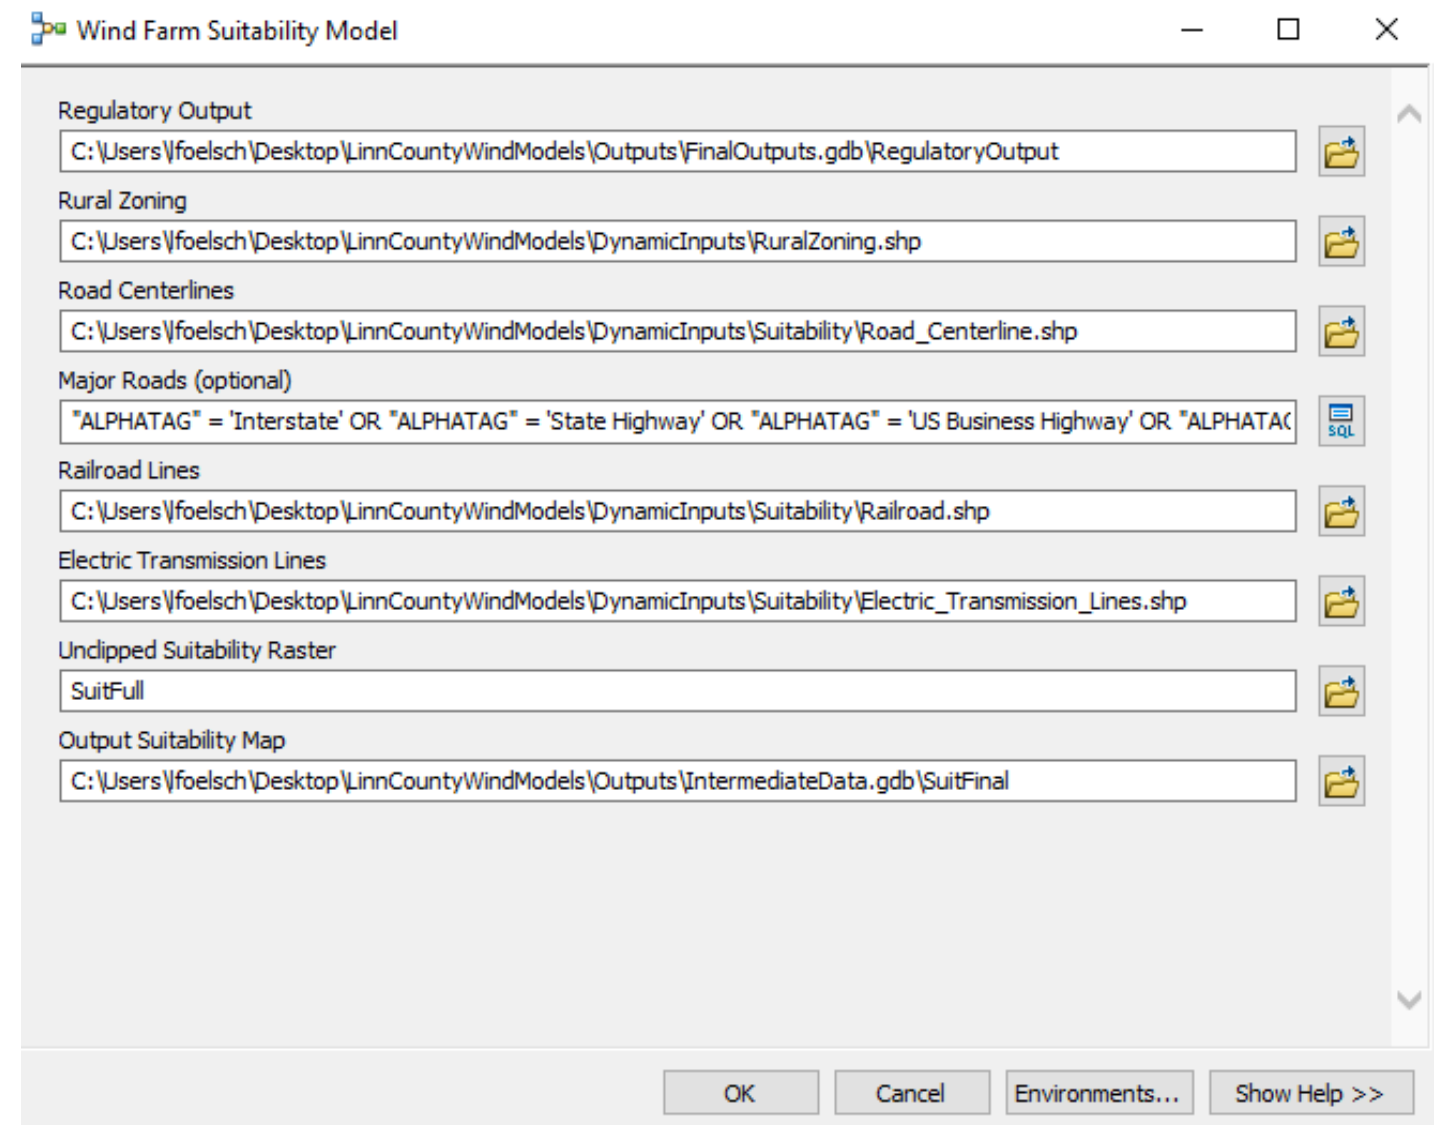 Wind Farm Suitability Model
Regulatory Output
C:\Users\lfoelsch\Desktop\LinnCountyWindModels\Outputs\FinalOutputs.gdb\RegulatoryOutput
Rural Zoning
C:\Users\lfoelsch\Desktop\LinnCountyWindModels\DynamicInputs\RuralZoning.shp
Road Centerlines
C:\Users\lfoelsch\Desktop\LinnCountyWindModels\DynamicInputs\Suitability\Road_Centerline.shp
Major Roads (optional)
"ALPHATAG" = 'Interstate' OR "ALPHATAG" = 'State Highway' OR "ALPHATAG" = 'US Business Highway' OR "ALPHATAG
SQL
Railroad Lines
C:\Users\lfoelsch\Desktop\LinnCountyWindModels\DynamicInputs\Suitability\Railroad.shp
Electric Transmission Lines
C:\Users\lfoelsch\Desktop\LinnCountyWindModels\DynamicInputs\Suitability\Electric_Transmission_Lines.shp
Unclipped Suitability Raster
SuitFull
Output Suitability Map
C:\Users\lfoelsch\Desktop\LinnCountyWindModels\Outputs\IntermediateData.gdb\SuitFinal
OK Cancel Environments... Show Help >>